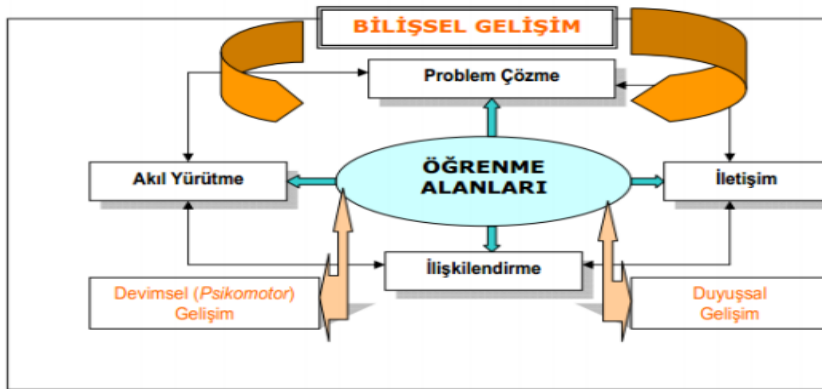 BİLİŞSEL GELİŞİM
Problem Çözme
Akıl Yürütme
ÖĞRENME
ALANLARI
İletişim
İlişkilendirme
Devimsel (Psikomotor)
Gelişim
Duyuşsal
Gelişim